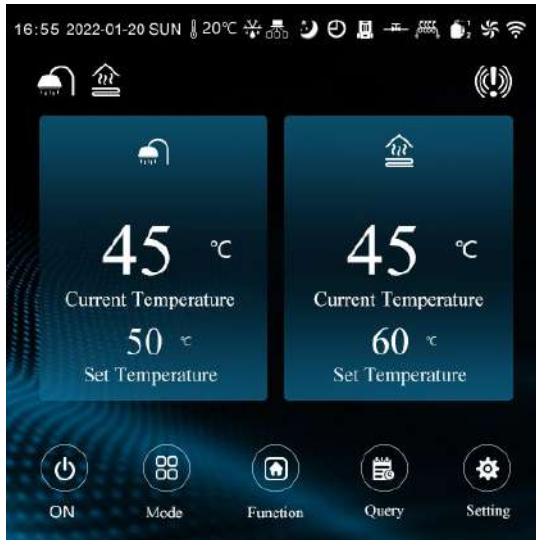 16:55 2022-01-20 SUN 20℃
45 ℃ 45 ℃
Current Temperature Current Temperature
50 ℃ 60 ℃
Set Temperature Set Temperature
ON Mode Function Query Setting